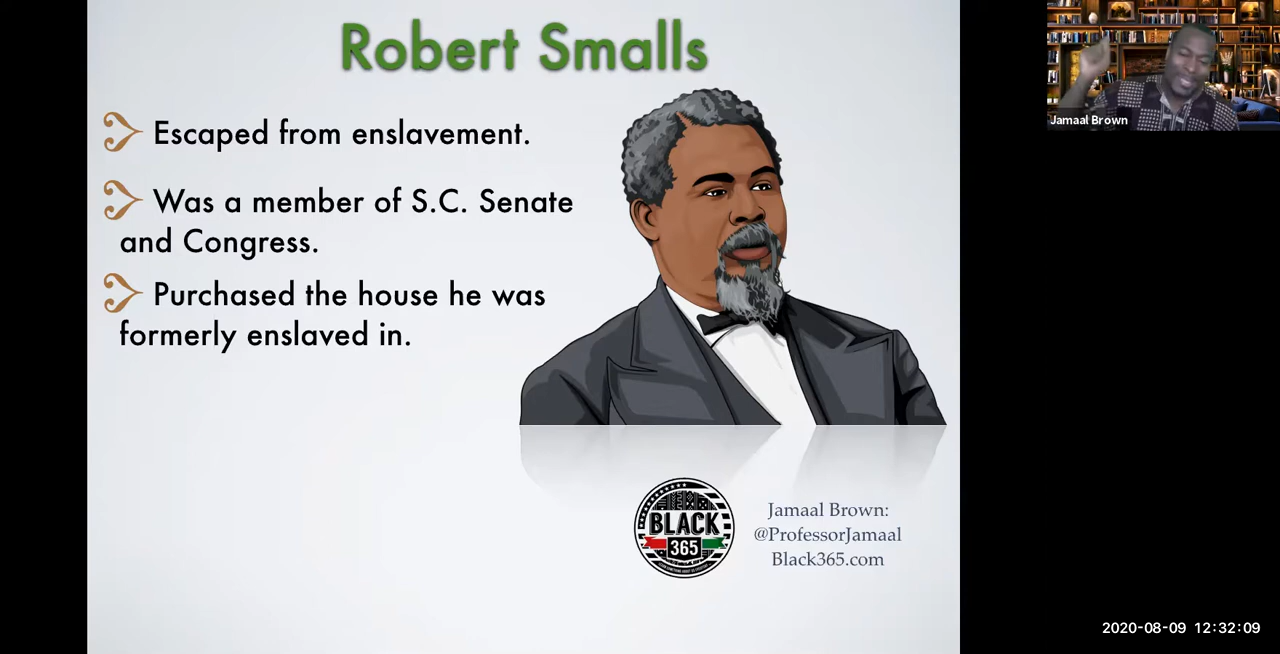 Robert Smalls
Escaped from enslavement.
Was a member of S.C. Senate
and Congress.
Purchased the house he was
formerly enslaved in.
BLACK
365
Jamaal Brown:
@ProfessorJamaal
Black365.com
Jamaal Brown
2020-08-09 12:32:09